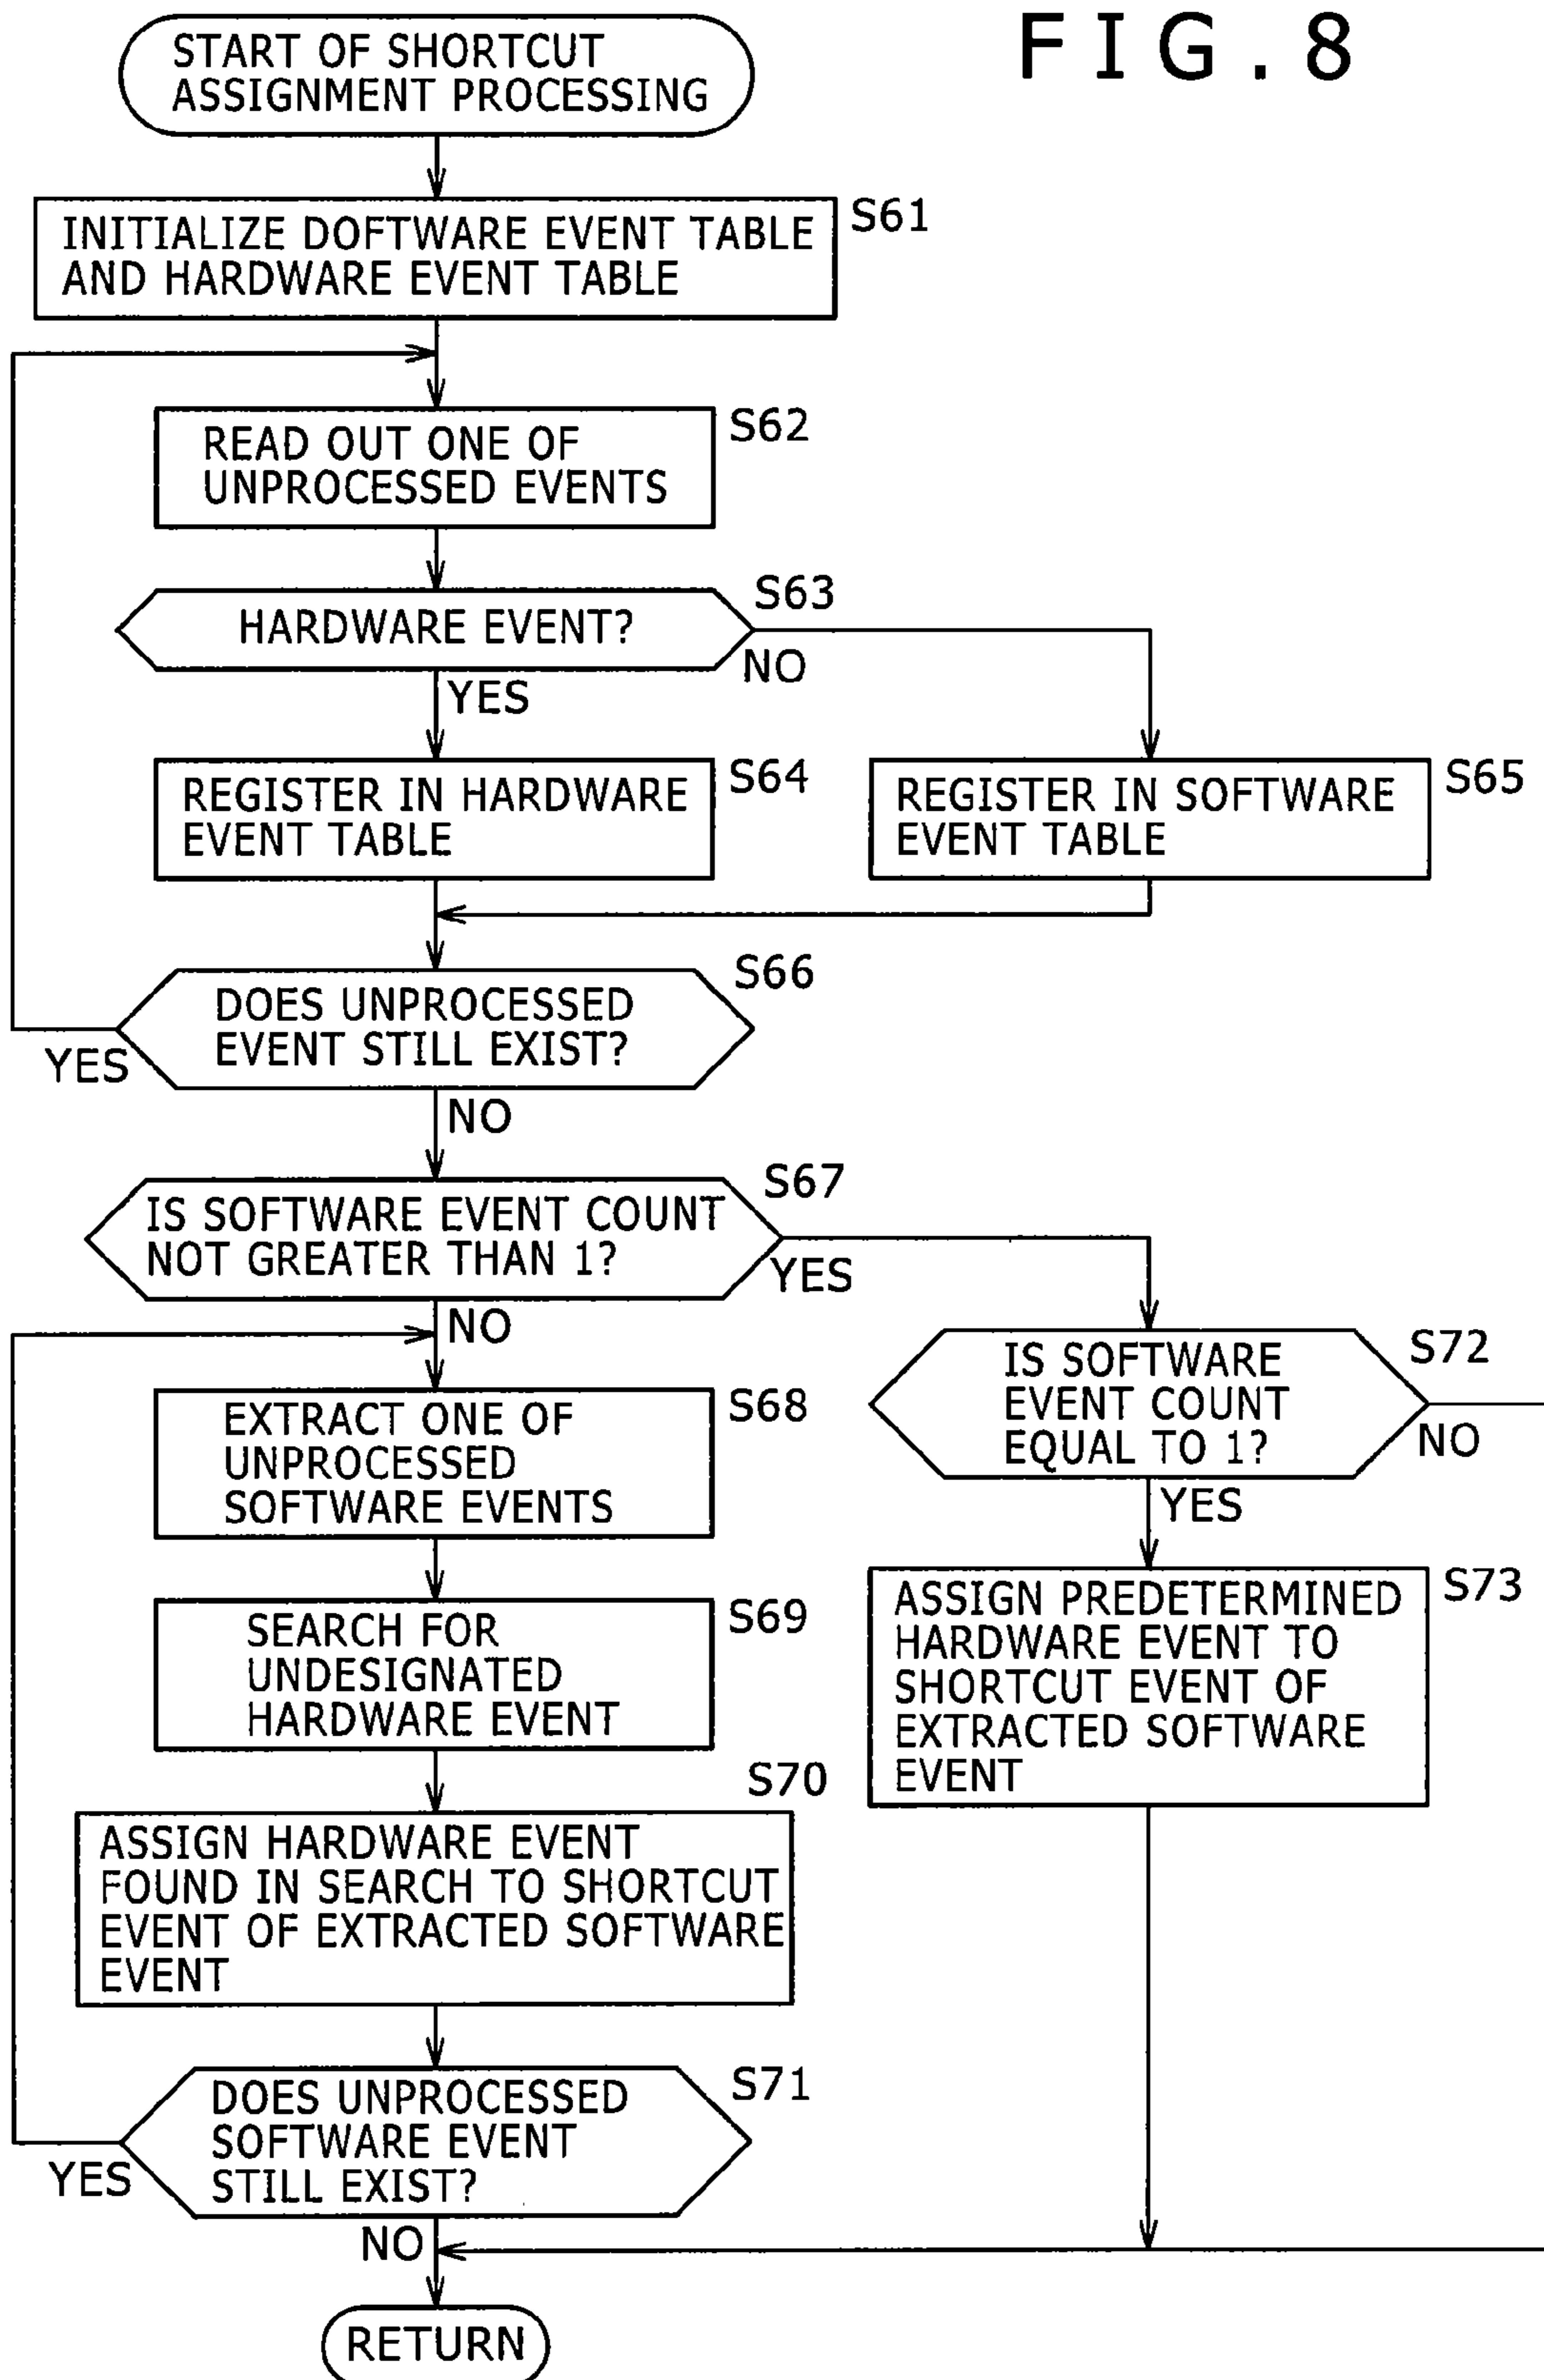 FIG.8
START OF SHORTCUT
ASSIGNMENT PROCESSING
S61
INITIALIZE DOFTWARE EVENT TABLE
AND HARDWARE EVENT TABLE
S62
READ OUT ONE OF
UNPROCESSED EVENTS
S63
HARDWARE EVENT?
NO
YES
S64
REGISTER IN HARDWARE
EVENT TABLE
S65
REGISTER IN SOFTWARE
EVENT TABLE
S66
DOES UNPROCESSED
EVENT STILL EXIST?
YES
NO
S67
IS SOFTWARE EVENT COUNT
NOT GREATER THAN 1?
YES
NO
S68
EXTRACT ONE OF
UNPROCESSED
SOFTWARE EVENTS
S72
IS SOFTWARE
EVENT COUNT
EQUAL TO 1?
NO
YES
S69
SEARCH FOR
UNDESIGNATED
HARDWARE EVENT
S73
ASSIGN PREDETERMINED
HARDWARE EVENT TO
SHORTCUT EVENT OF
EXTRACTED SOFTWARE
EVENT
S70
ASSIGN HARDWARE EVENT
FOUND IN SEARCH TO SHORTCUT
EVENT OF EXTRACTED SOFTWARE
EVENT
S71
DOES UNPROCESSED
SOFTWARE EVENT
STILL EXIST?
YES
NO
RETURN